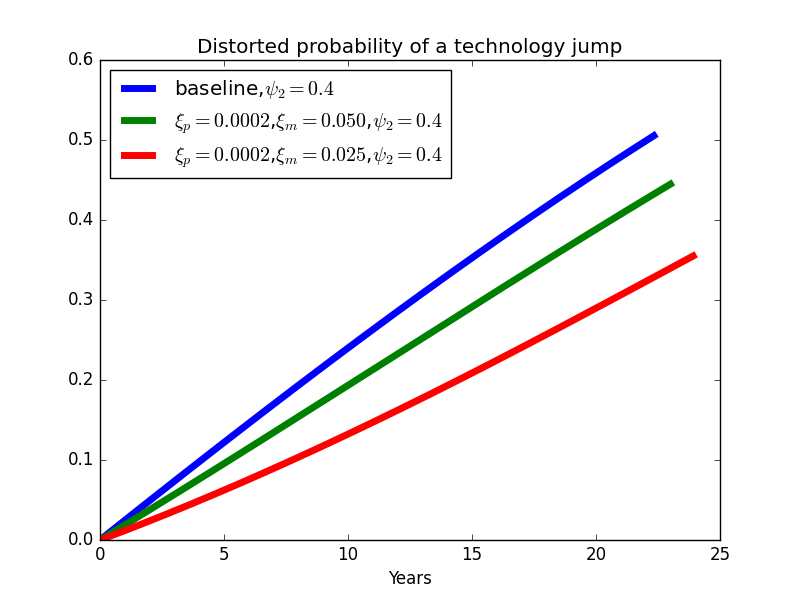 Distorted probability of a technology jump
0.6
baseline,ψ₂ = 0.4
ξₚ = 0.0002,ξₘ = 0.050,ψ₂ = 0.4
ξₚ = 0.0002,ξₘ = 0.025,ψ₂ = 0.4
0.5
0.4
0.3
0.2
0.1
0.0
0 5 10 15 20 25
Years